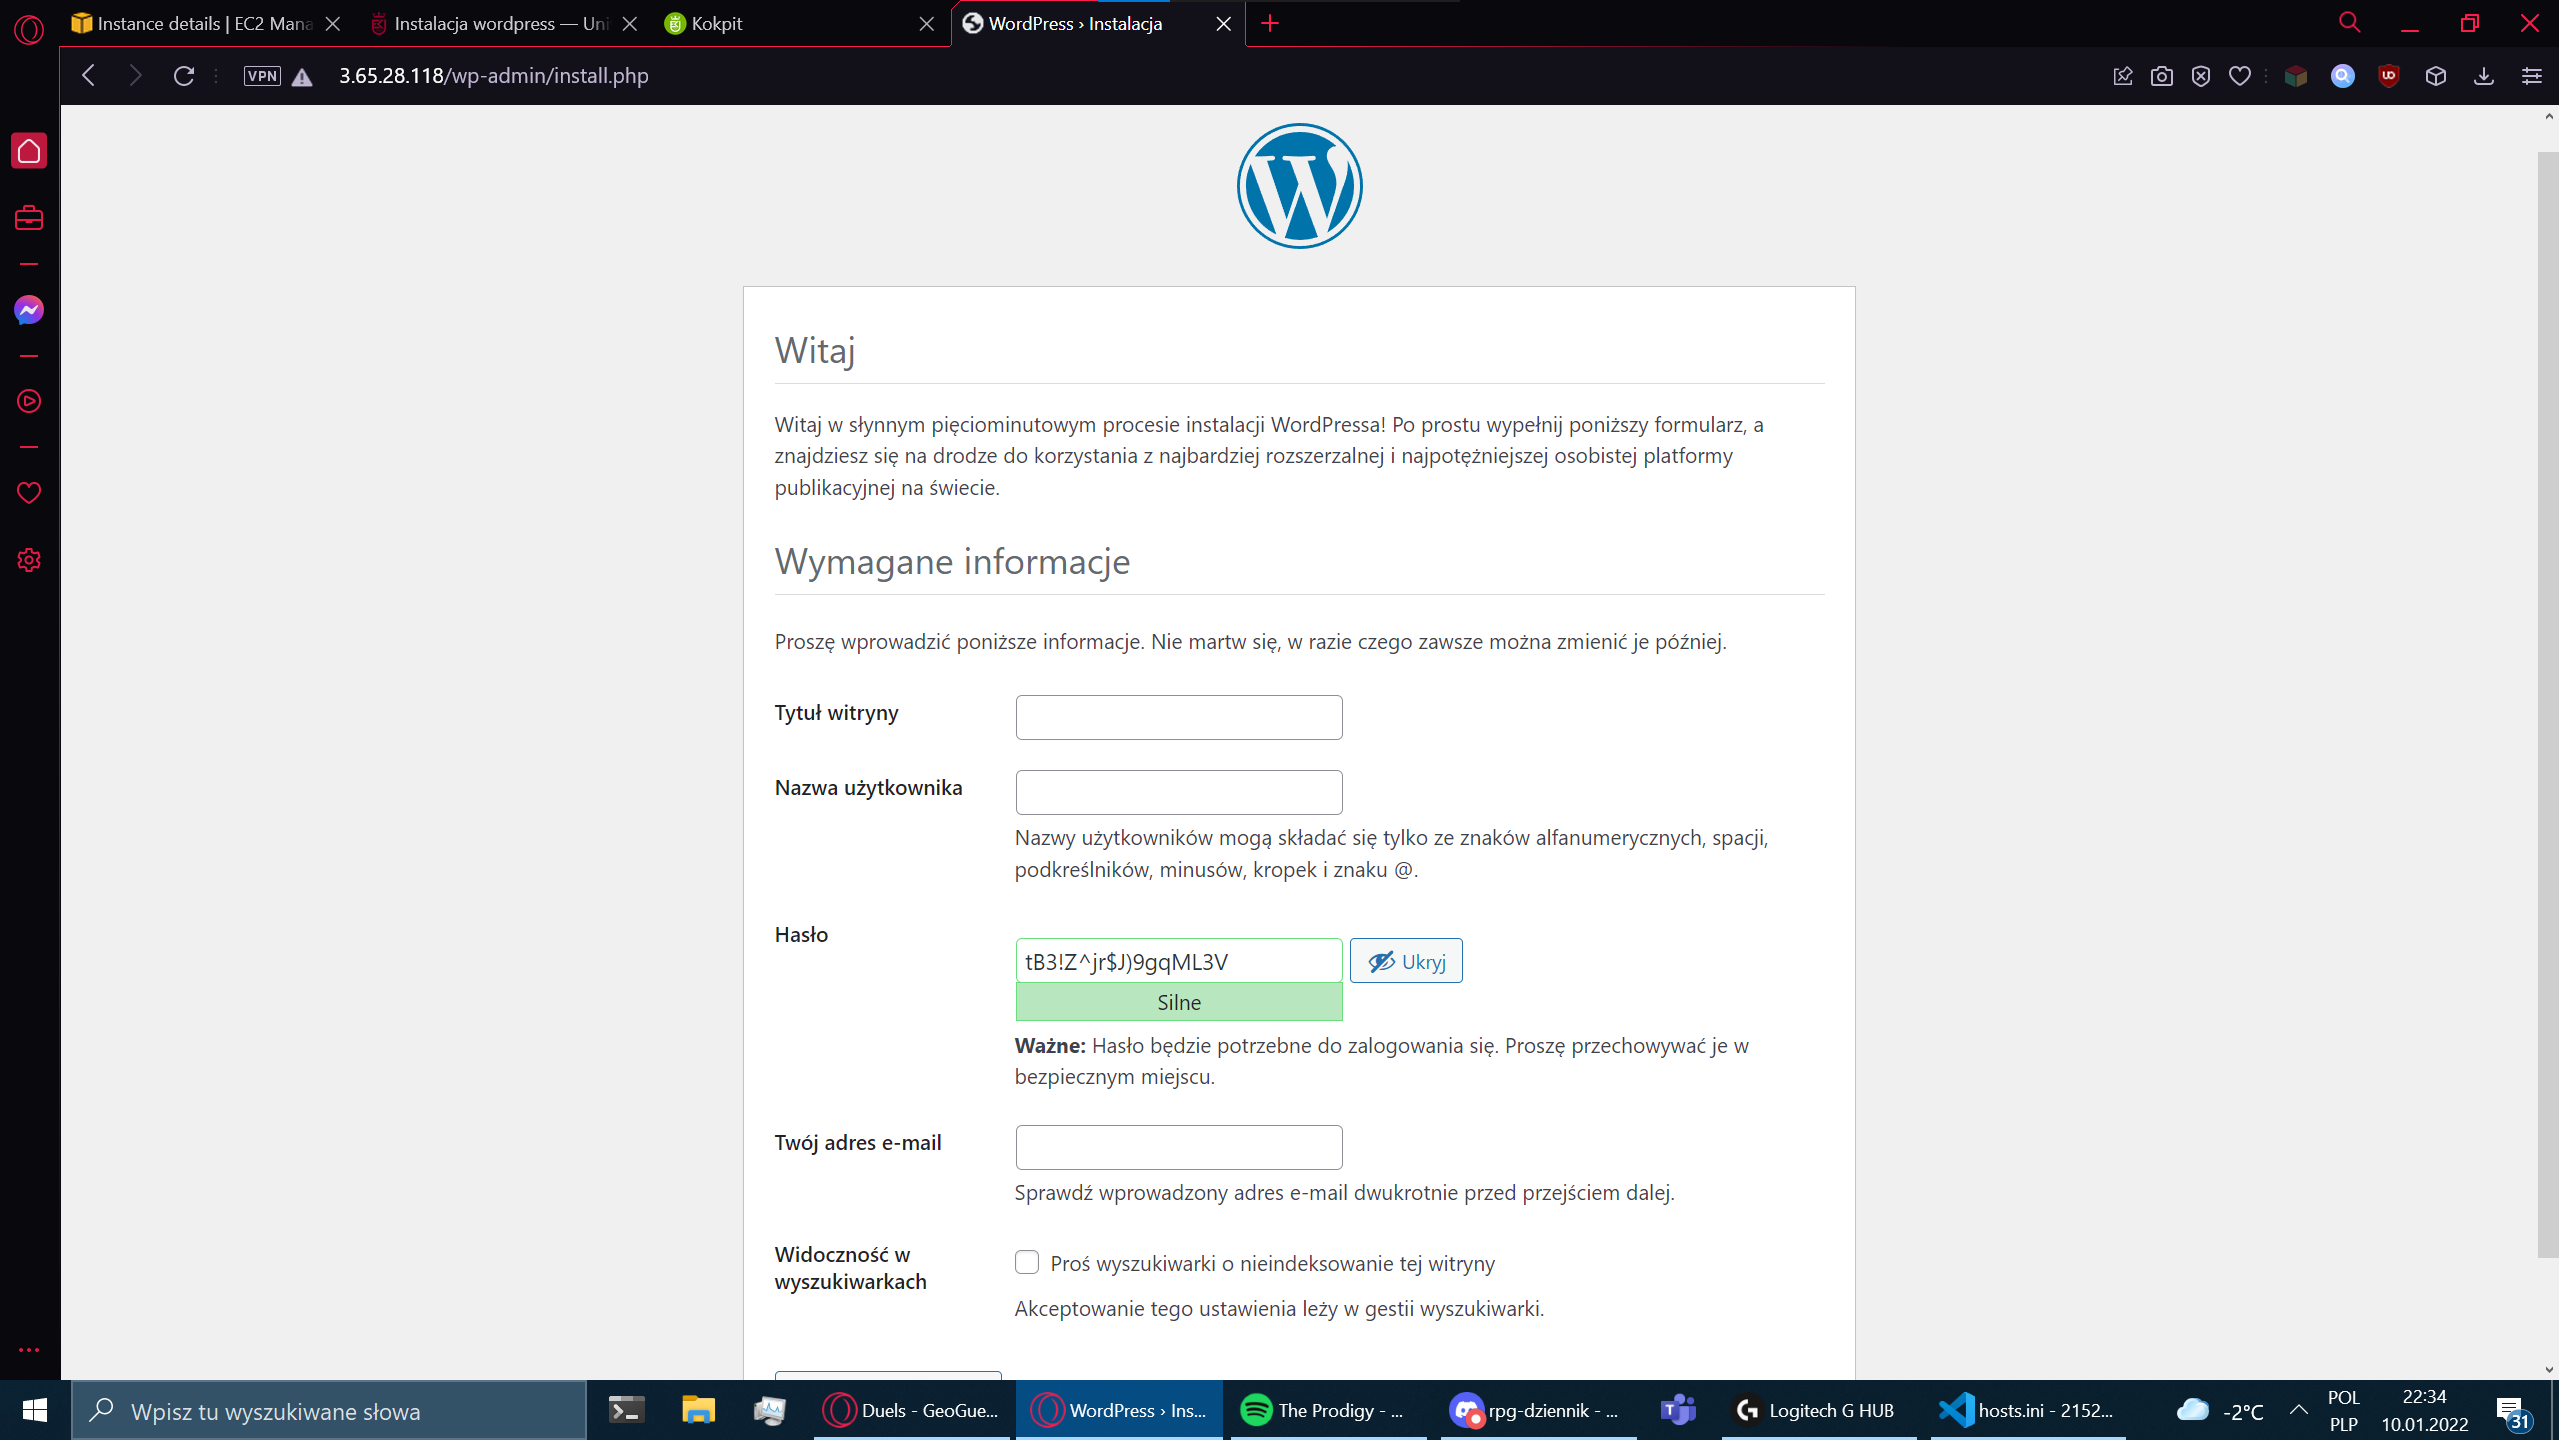 Instance details | EC2 Mana
Instalacja wordpress — Uni
Kokpit
WordPress › Instalacja
VPN
3.65.28.118/wp-admin/install.php
Witaj
Witaj w słynnym pięciominutowym procesie instalacji WordPressa! Po prostu wypełnij poniższy formularz, a
znajdziesz się na drodze do korzystania z najbardziej rozszerzalnej i najpotężniejszej osobistej platformy
publikacyjnej na świecie.
Wymagane informacje
Proszę wprowadzić poniższe informacje. Nie martw się, w razie czego zawsze można zmienić je później.
Tytuł witryny
Nazwa użytkownika
Nazwy użytkowników mogą składać się tylko ze znaków alfanumerycznych, spacji,
podkreślników, minusów, kropek i znaku @.
Hasło
tB3!Z^jr$J)9gqML3V
Ukryj
Silne
Ważne: Hasło będzie potrzebne do zalogowania się. Proszę przechowywać je w
bezpiecznym miejscu.
Twój adres e-mail
Sprawdź wprowadzony adres e-mail dwukrotnie przed przejściem dalej.
Widoczność w
wyszukiwarkach
Proś wyszukiwarki o nieindeksowanie tej witryny
Akceptowanie tego ustawienia leży w gestii wyszukiwarki.
Wpisz tu wyszukiwane słowa
Duels - GeoGue...
WordPress › Ins...
The Prodigy - ...
rpg-dziennik - ...
Logitech G HUB
hosts.ini - 2152...
-2°C
POL
PLP
22:34
10.01.2022
31